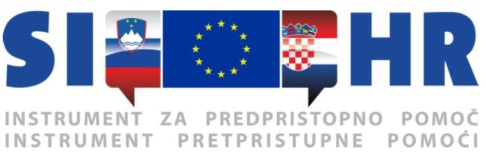 SI HR
INSTRUMENT ZA PREDPRISTOPNO POMOČ
INSTRUMENT PRETPRISTUPNE POMOĆI